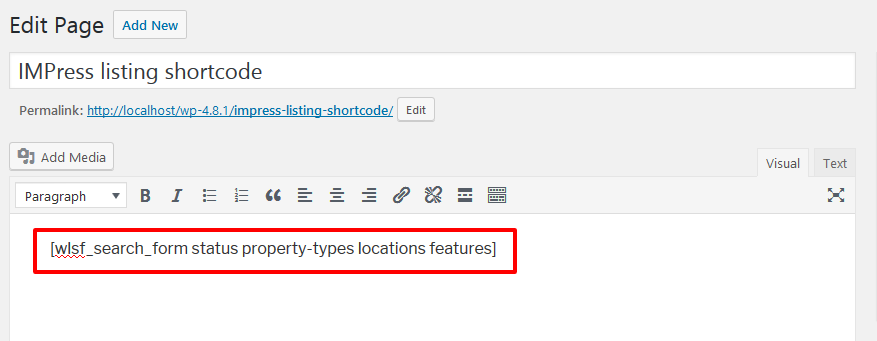 Edit Page Add New
IMPress listing shortcode
Permalink: http://localhost/wp-4.8.1/impress-listing-shortcode/ Edit
Add Media
Visual Text
Paragraph B I
[wlsf_search_form status property-types locations features]